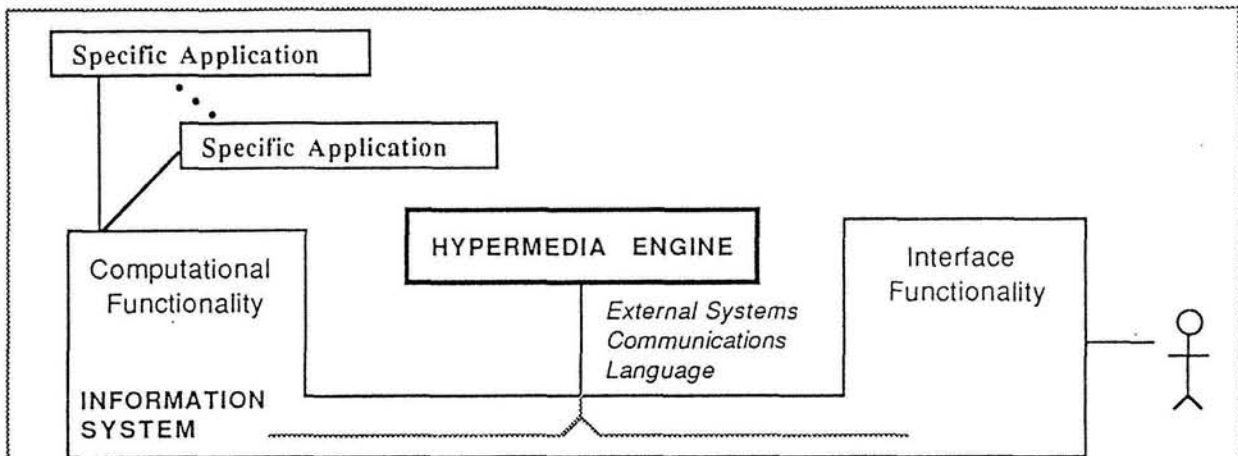 Specific Application
Specific Application
HYPERMEDIA ENGINE
Computational
Functionality
Interface
Functionality
External Systems
Communications
Language
INFORMATION
SYSTEM